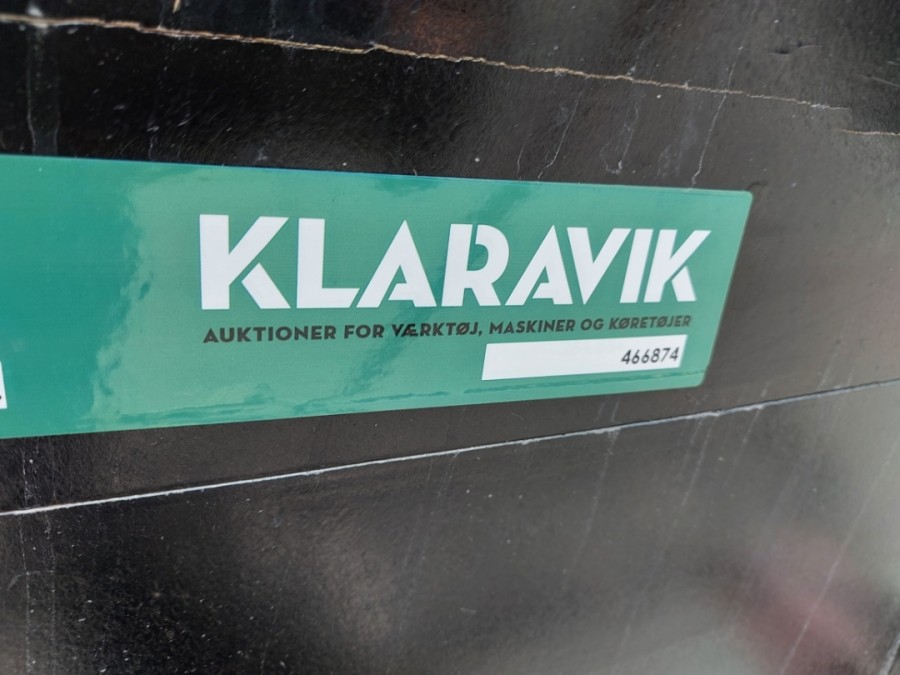 KLARAVIK
AUKTIONER FOR VÆRKTØJ, MASKINER OG KØRETØJER
466874